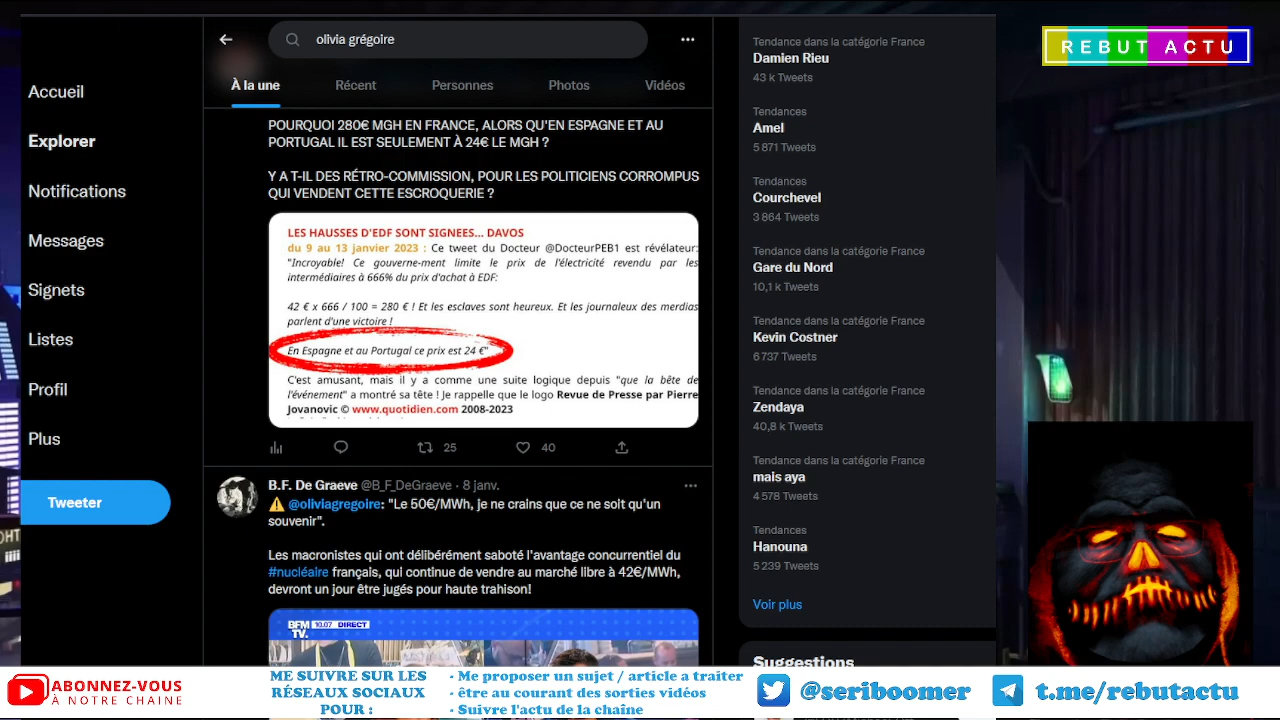 olivia grégoire
À la une
Récent
Personnes
Photos
Vidéos
Accueil
Explorer
Notifications
Messages
Signets
Listes
Profil
Plus
Tweeter
POURQUOI 280€ MGH EN FRANCE, ALORS QU'EN ESPAGNE ET AU
PORTUGAL IL EST SEULEMENT À 24€ LE MGH ?
Y A T-IL DES RÉTRO-COMMISSION, POUR LES POLITICIENS CORROMPUS
QUI VENDENT CETTE ESCROQUERIE ?
LES HAUSSES D'EDF SONT SIGNEES... DAVOS
du 9 au 13 janvier 2023 : Ce tweet du Docteur @DocteurPEB1 est révélateur:
"Incroyable! Ce gouverne-ment limite le prix de l'électricité revendu par les
intermédiaires à 666% du prix d'achat à EDF:
42 € x 666 / 100 = 280 € ! Et les esclaves sont heureux. Et les journaleux des merdias
parlent d'une victoire !
En Espagne et au Portugal ce prix est 24 €"
C'est amusant, mais il y a comme une suite logique depuis "que la bête de
l'événement" a montré sa tête ! Je rappelle que le logo Revue de Presse par Pierre
Jovanovic © www.quotidien.com 2008-2023
25
40
B.F. De Graeve @B_F_DeGraeve · 8 janv.
⚠️ @oliviagregoire: "Le 50€/MWh, je ne crains que ce ne soit qu'un
souvenir".
Les macronistes qui ont délibérément saboté l'avantage concurrentiel du
#nucléaire français, qui continue de vendre au marché libre à 42€/MWh,
devront un jour être jugés pour haute trahison!
BFM
TV.
10.07 DIRECT
Tendance dans la catégorie France
Damien Rieu
43 k Tweets
Tendances
Amel
5 871 Tweets
Tendances
Courchevel
3 864 Tweets
Tendance dans la catégorie France
Gare du Nord
10,1 k Tweets
Tendance dans la catégorie France
Kevin Costner
6 737 Tweets
Tendance dans la catégorie France
Zendaya
40,8 k Tweets
Tendance dans la catégorie France
mais aya
4 578 Tweets
Tendances
Hanouna
5 239 Tweets
Voir plus
Suggestions
REBUT ACTU
ABONNEZ-VOUS
À NOTRE CHAINE
ME SUIVRE SUR LES
RÉSEAUX SOCIAUX
POUR :
- Me proposer un sujet / article a traiter
- être au courant des sorties vidéos
- Suivre l'actu de la chaîne
@seriboomer
t.me/rebutactu